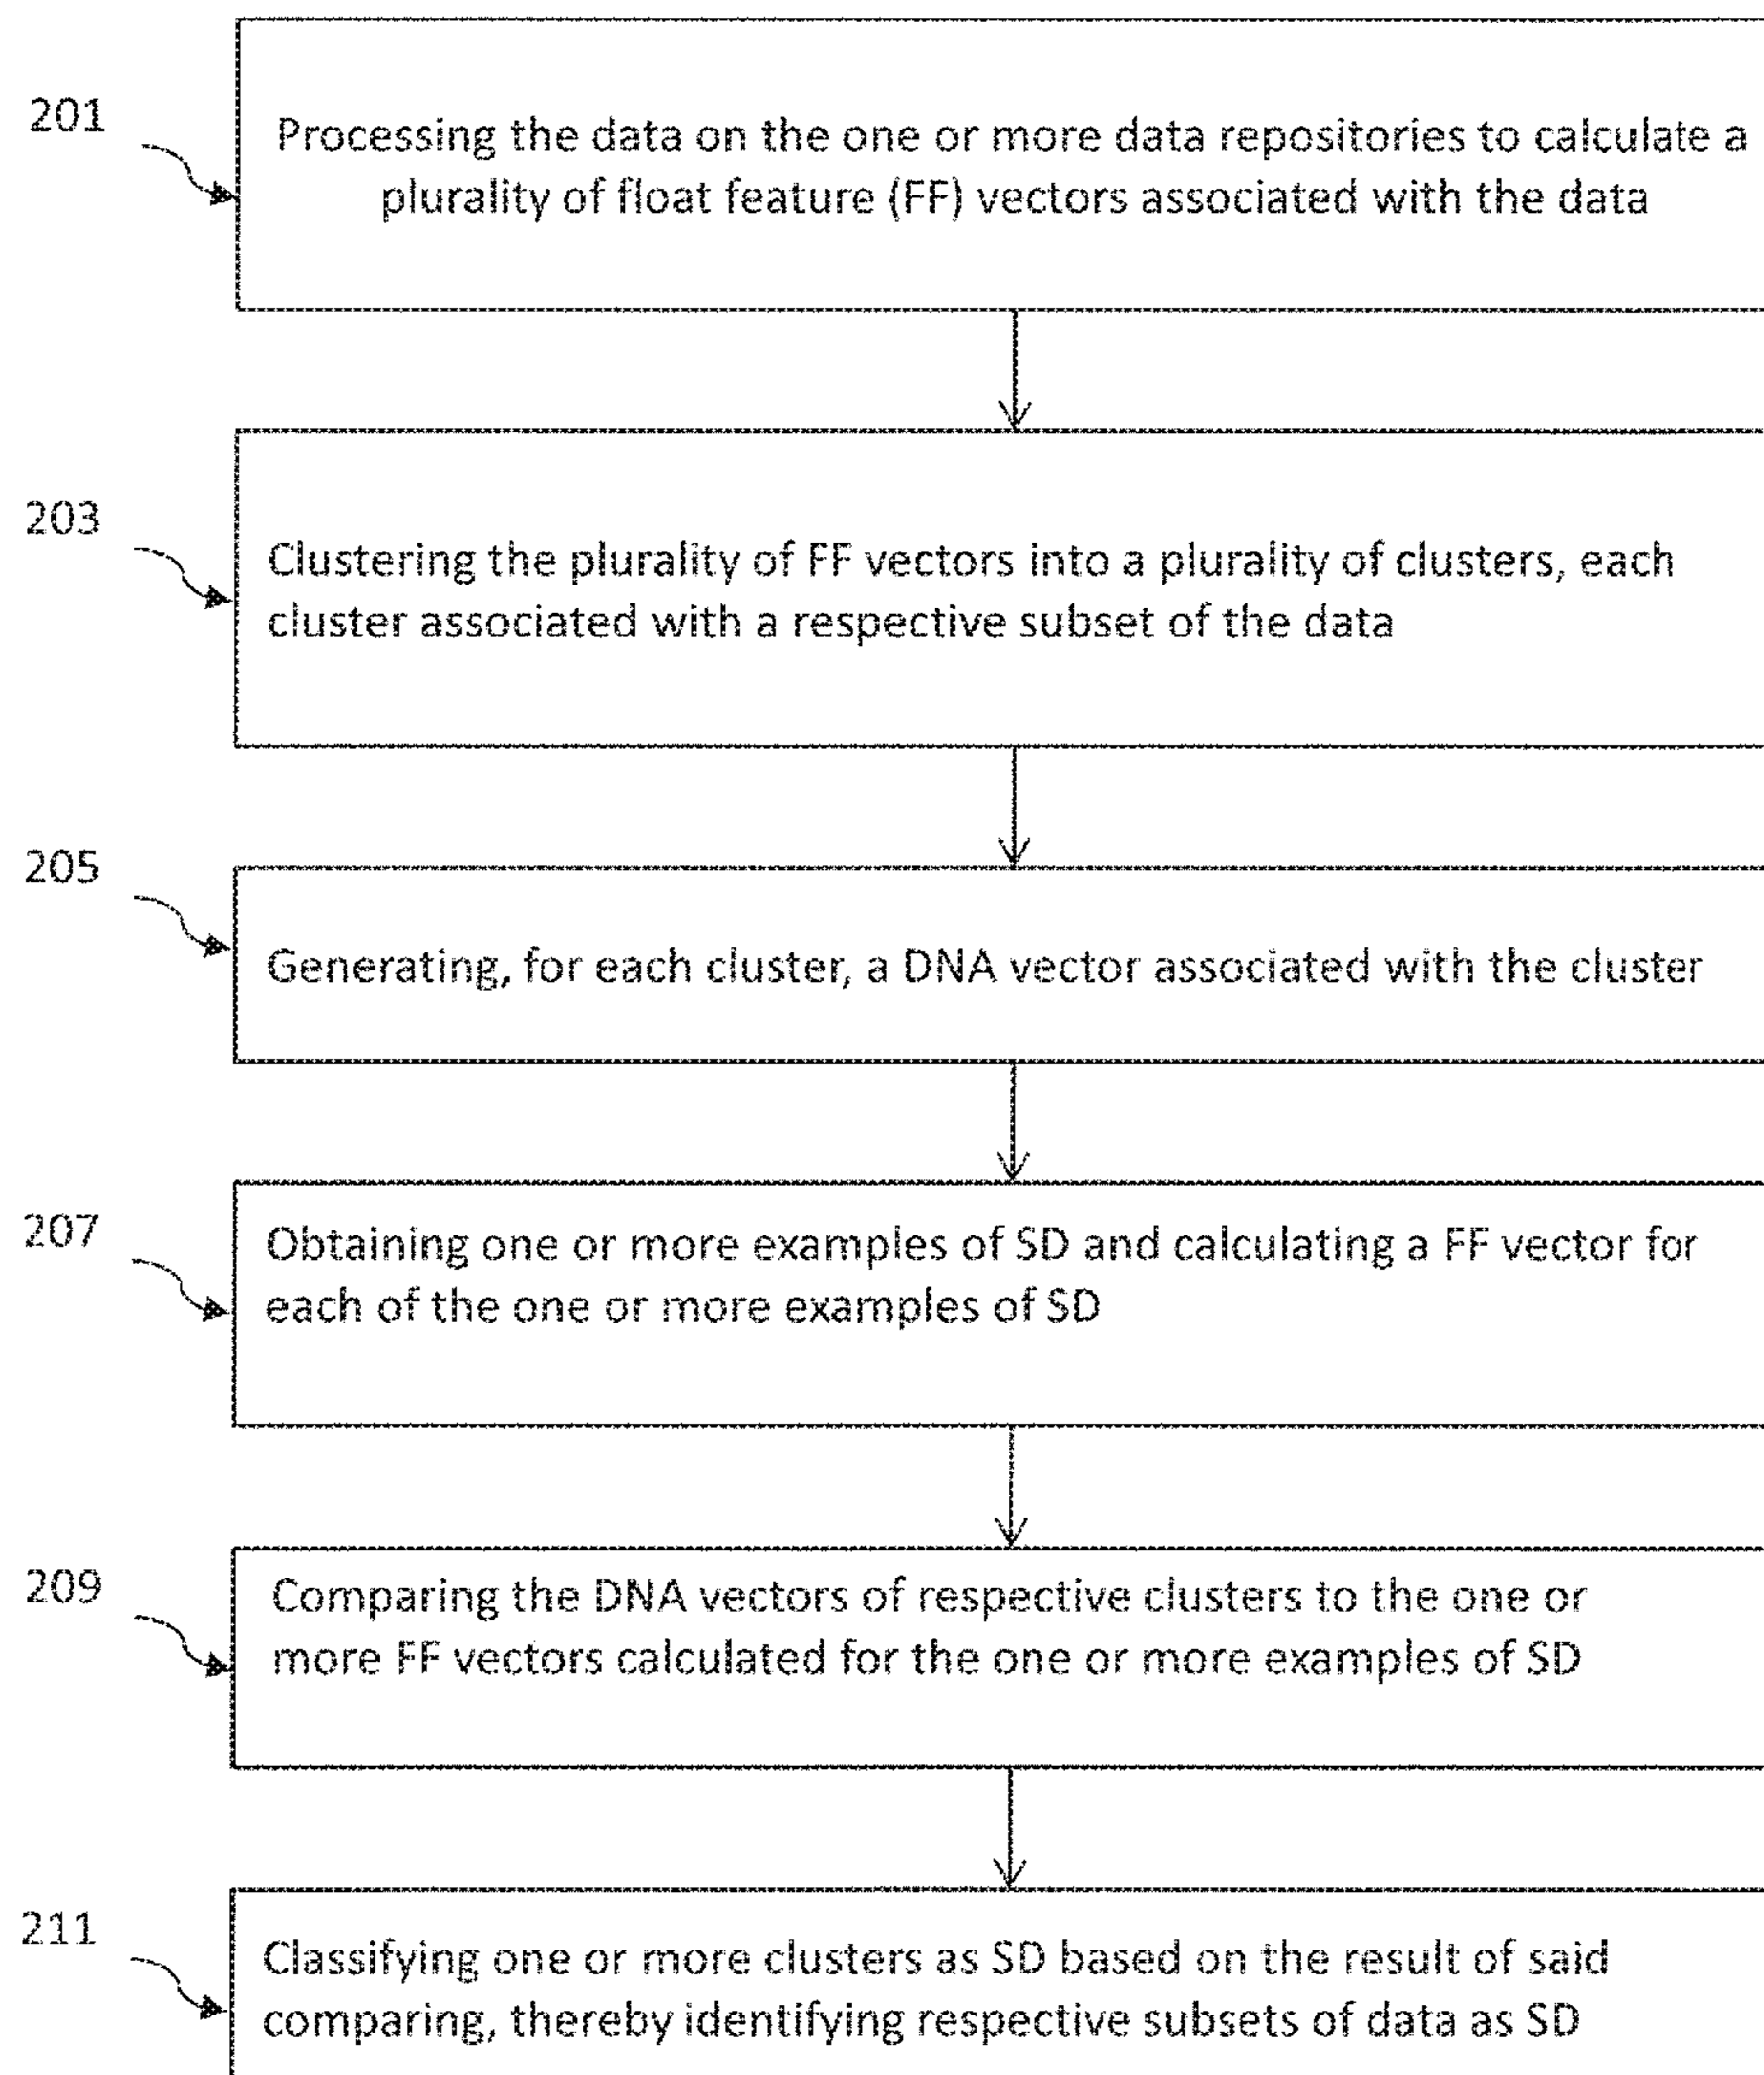 201
Processing the data on the one or more data repositories to calculate a
plurality of float feature (FF) vectors associated with the data
203
Clustering the plurality of FF vectors into a plurality of clusters, each
cluster associated with a respective subset of the data
205
Generating, for each cluster, a DNA vector associated with the cluster
207
Obtaining one or more examples of SD and calculating a FF vector for
each of the one or more examples of SD
209
Comparing the DNA vectors of respective clusters to the one or
more FF vectors calculated for the one or more examples of SD
211
Classifying one or more clusters as SD based on the result of said
comparing, thereby identifying respective subsets of data as SD